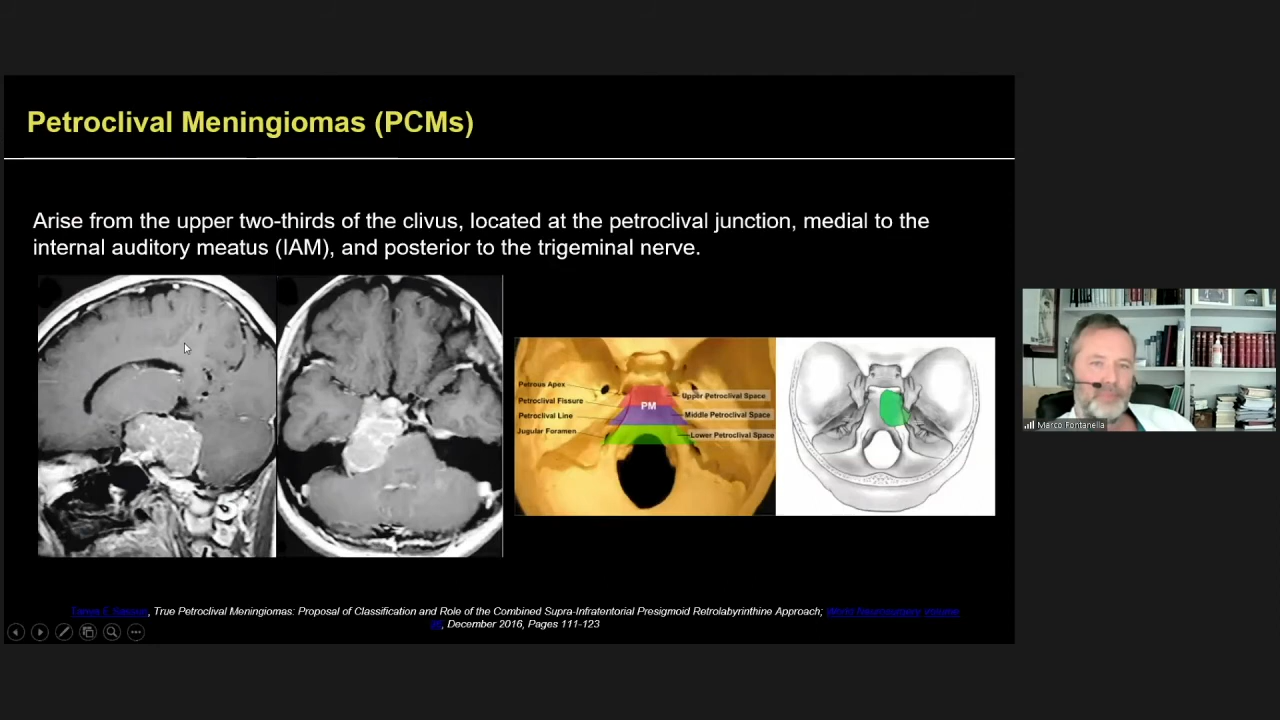 Petroclival Meningiomas (PCMs)
Arise from the upper two-thirds of the clivus, located at the petroclival junction, medial to the
internal auditory meatus (IAM), and posterior to the trigeminal nerve.
Petrous Apex
Petroclival Fissure
Petroclival Line
Jugular Foramen
PM
Upper Petroclival Space
Middle Petroclival Space
Lower Petroclival Space
Marco Fontanella
, True Petroclival Meningiomas: Proposal of Classification and Role of the Combined Supra-Infratentorial Presigmoid Retrolabyrinthine Approach; World Neurosurgery Volume
, December 2016, Pages 111-123